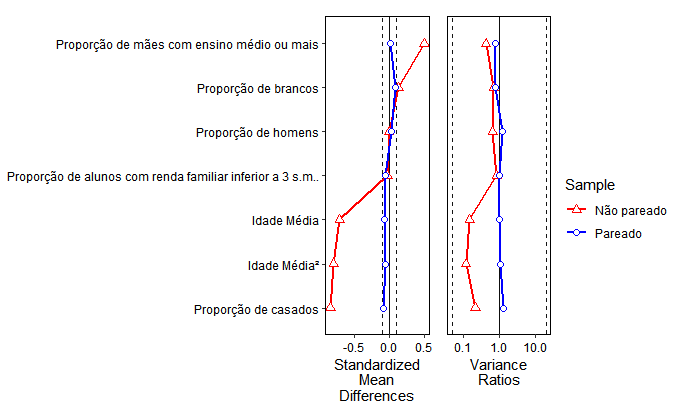 Proporção de mães com ensino médio ou mais
Proporção de brancos
Proporção de homens
Proporção de alunos com renda familiar inferior a 3 s.m..
Idade Média
Idade Média²
Proporção de casados
-0.5 0.0 0.5
Standardized
Mean
Differences
0.1 1.0 10.0
Variance
Ratios
Sample
Não pareado
Pareado